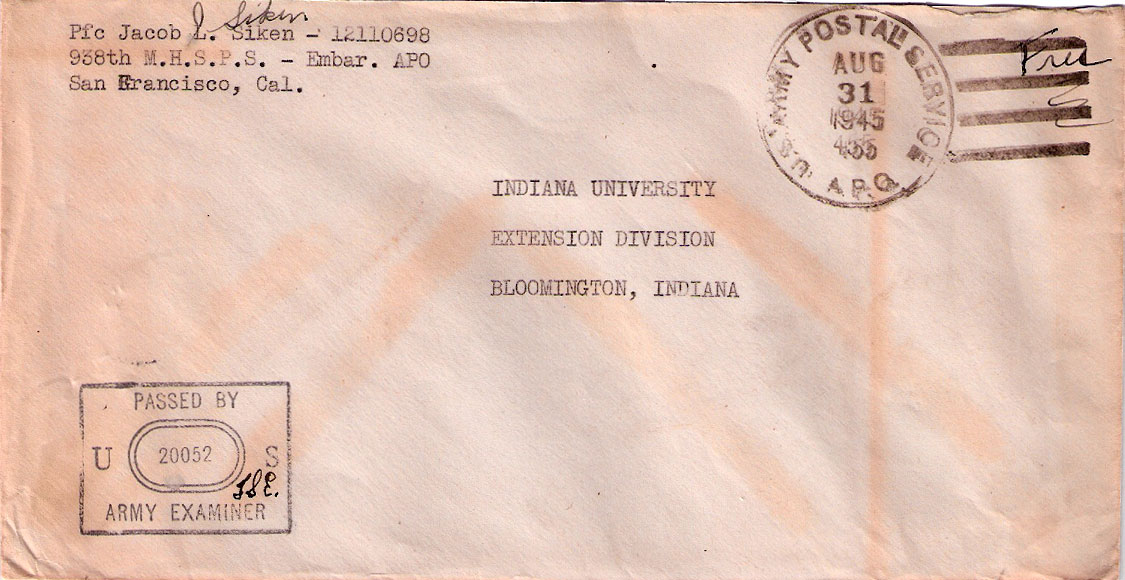 J Siken
Pfc Jacob L. Siken - 12110698
938th M.H.S.P.S. - Embar. APO
San Francisco, Cal.
U.S. ARMY POSTAL SERVICE
AUG
31
1945
A.P.O.
Free
INDIANA UNIVERSITY
EXTENSION DIVISION
BLOOMINGTON, INDIANA
PASSED BY
U 20052 S
ARMY EXAMINER